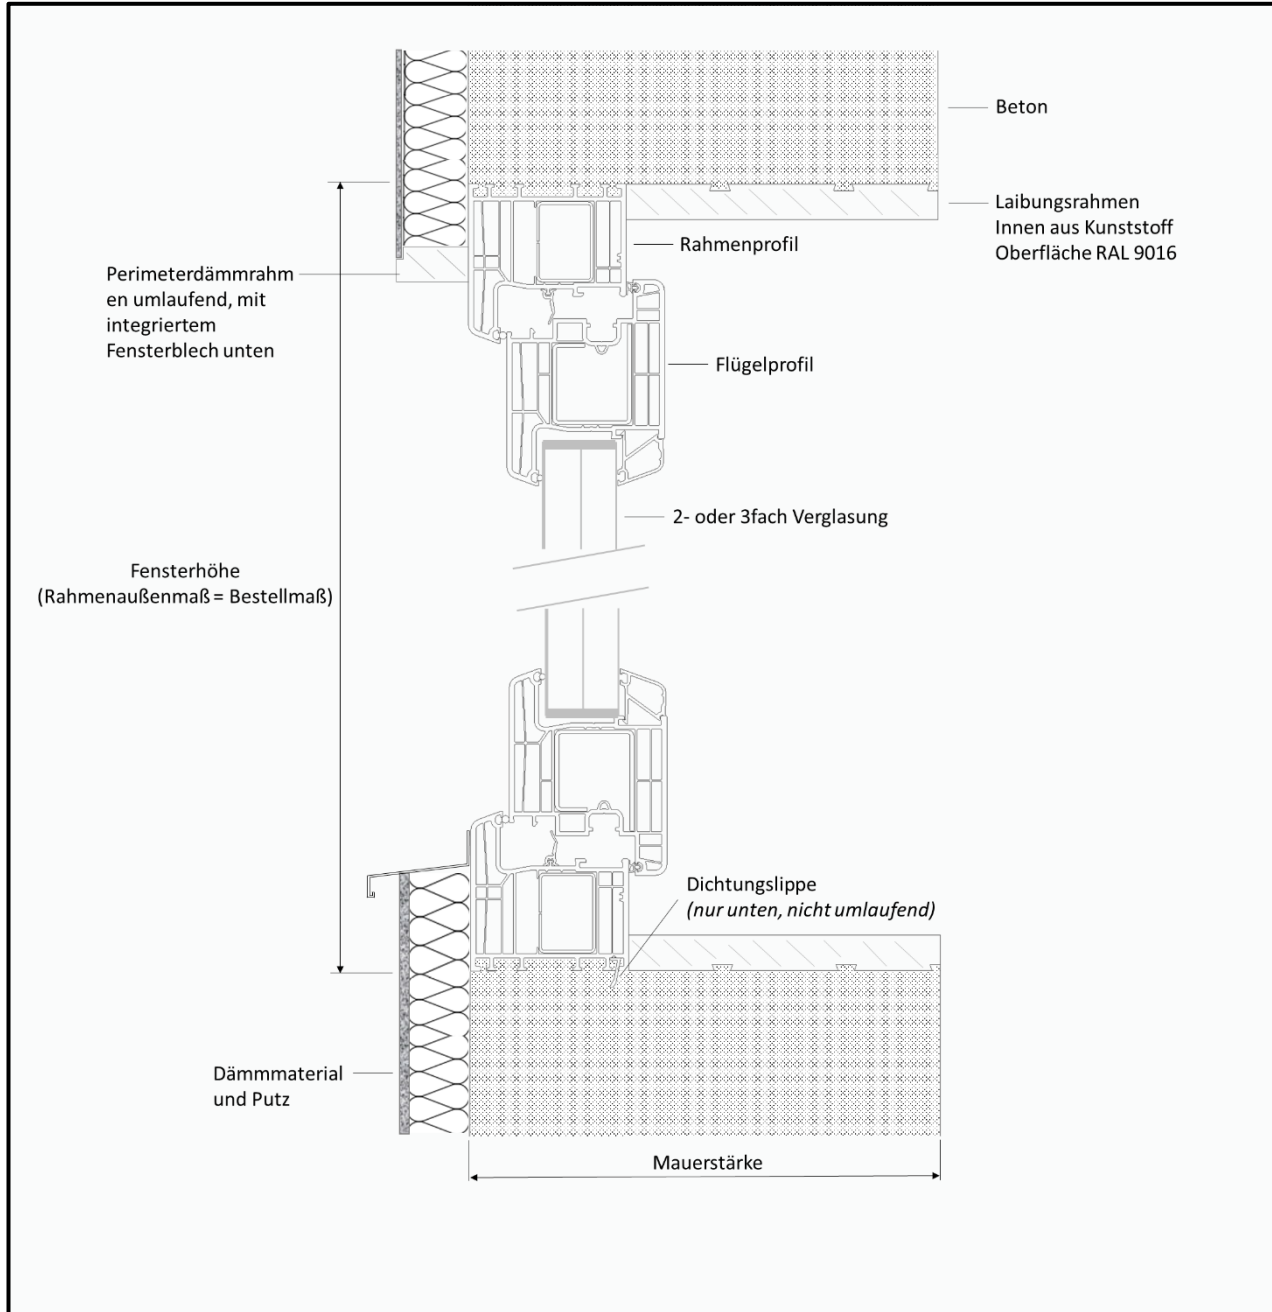 Beton
Laibungsrahmen
Innen aus Kunststoff
Oberfläche RAL 9016
Rahmenprofil
Perimeterdämmrahm
en umlaufend, mit
integriertem
Fensterblech unten
Flügelprofil
2- oder 3fach Verglasung
Fensterhöhe
(Rahmenaußenmaß = Bestellmaß)
Dichtungslippe
(nur unten, nicht umlaufend)
Dämmmaterial
und Putz
Mauerstärke